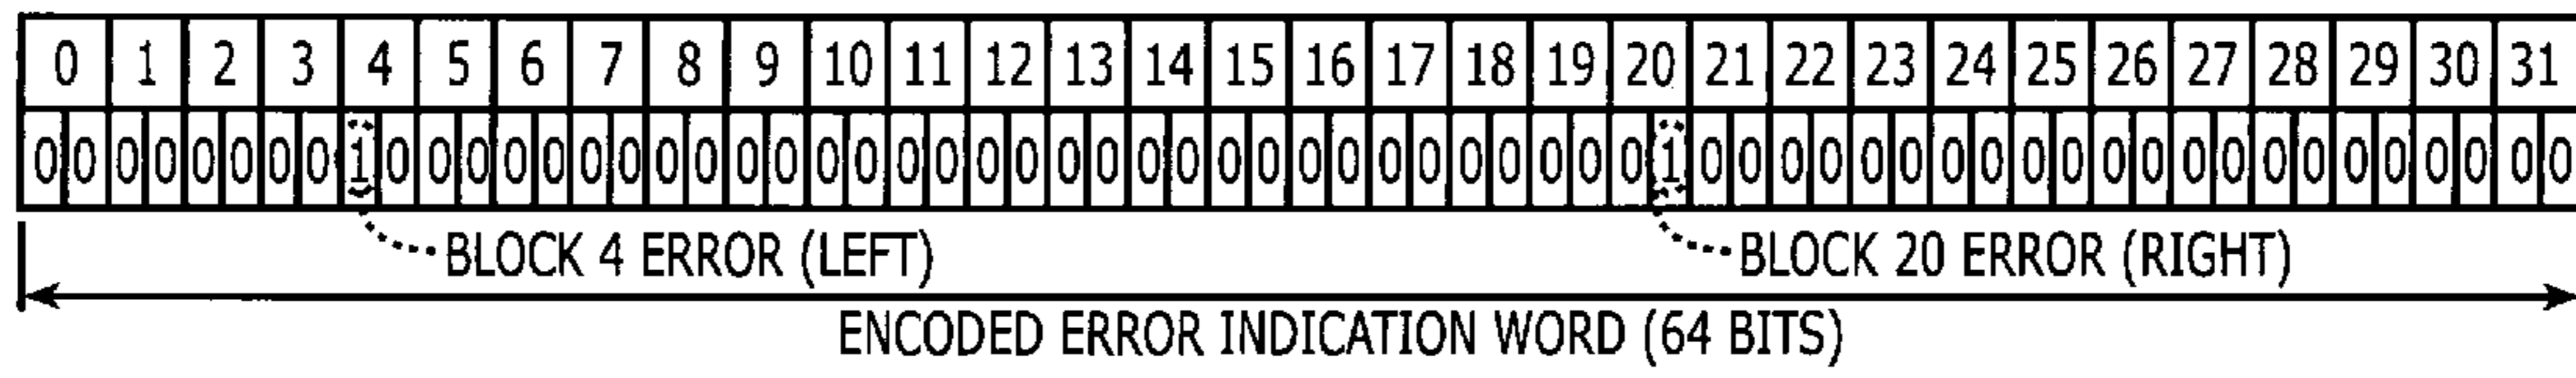 0 1 2 3 4 5 6 7 8 9 10 11 12 13 14 15 16 17 18 19 20 21 22 23 24 25 26 27 28 29 30 31
0 0 0 0 0 0 0 0 1 0 0 0 0 0 0 0 0 0 0 0 0 0 0 0 0 0 0 0 0 0 0 0 0 0 0 0 0 0 0 0 0 1 0 0 0 0 0 0 0 0 0 0 0 0 0 0 0 0 0 0 0 0 0 0
BLOCK 4 ERROR (LEFT) BLOCK 20 ERROR (RIGHT)
ENCODED ERROR INDICATION WORD (64 BITS)